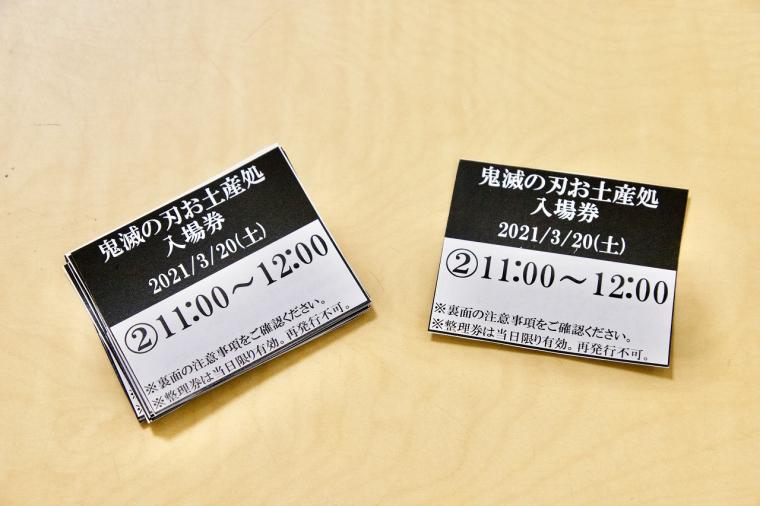 鬼滅の刃お土産処
入場券
2021/3/20(土)
②11:00～12:00
※裏面の注意事項をご確認ください。
※整理券は当日限り有効。再発行不可。
鬼滅の刃お土産処
入場券
2021/3/20(土)
②11:00～12:00
※裏面の注意事項をご確認ください。
※整理券は当日限り有効。再発行不可。